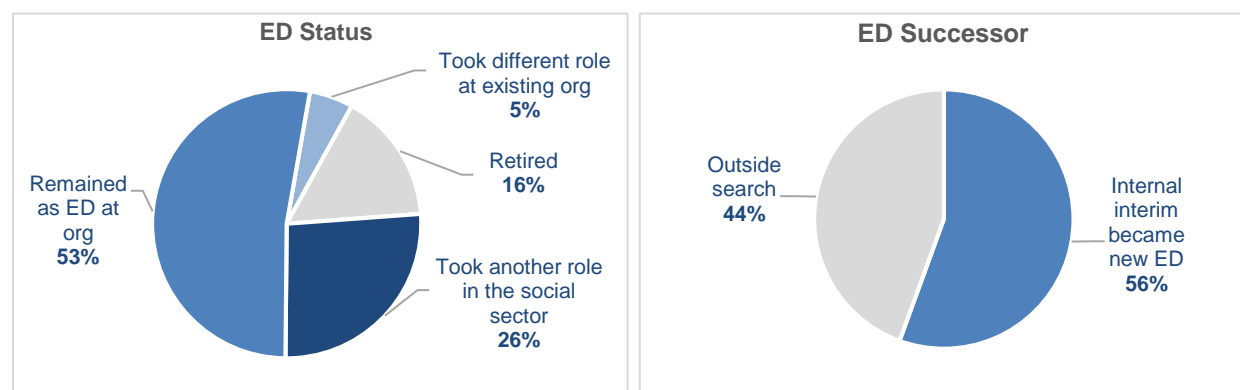 ED Status
Took different role
at existing org
5%
Retired
16%
Remained
as ED at
org
53%
Took another role
in the social
sector
26%
ED Successor
Outside
search
44%
Internal
interim
became
new ED
56%